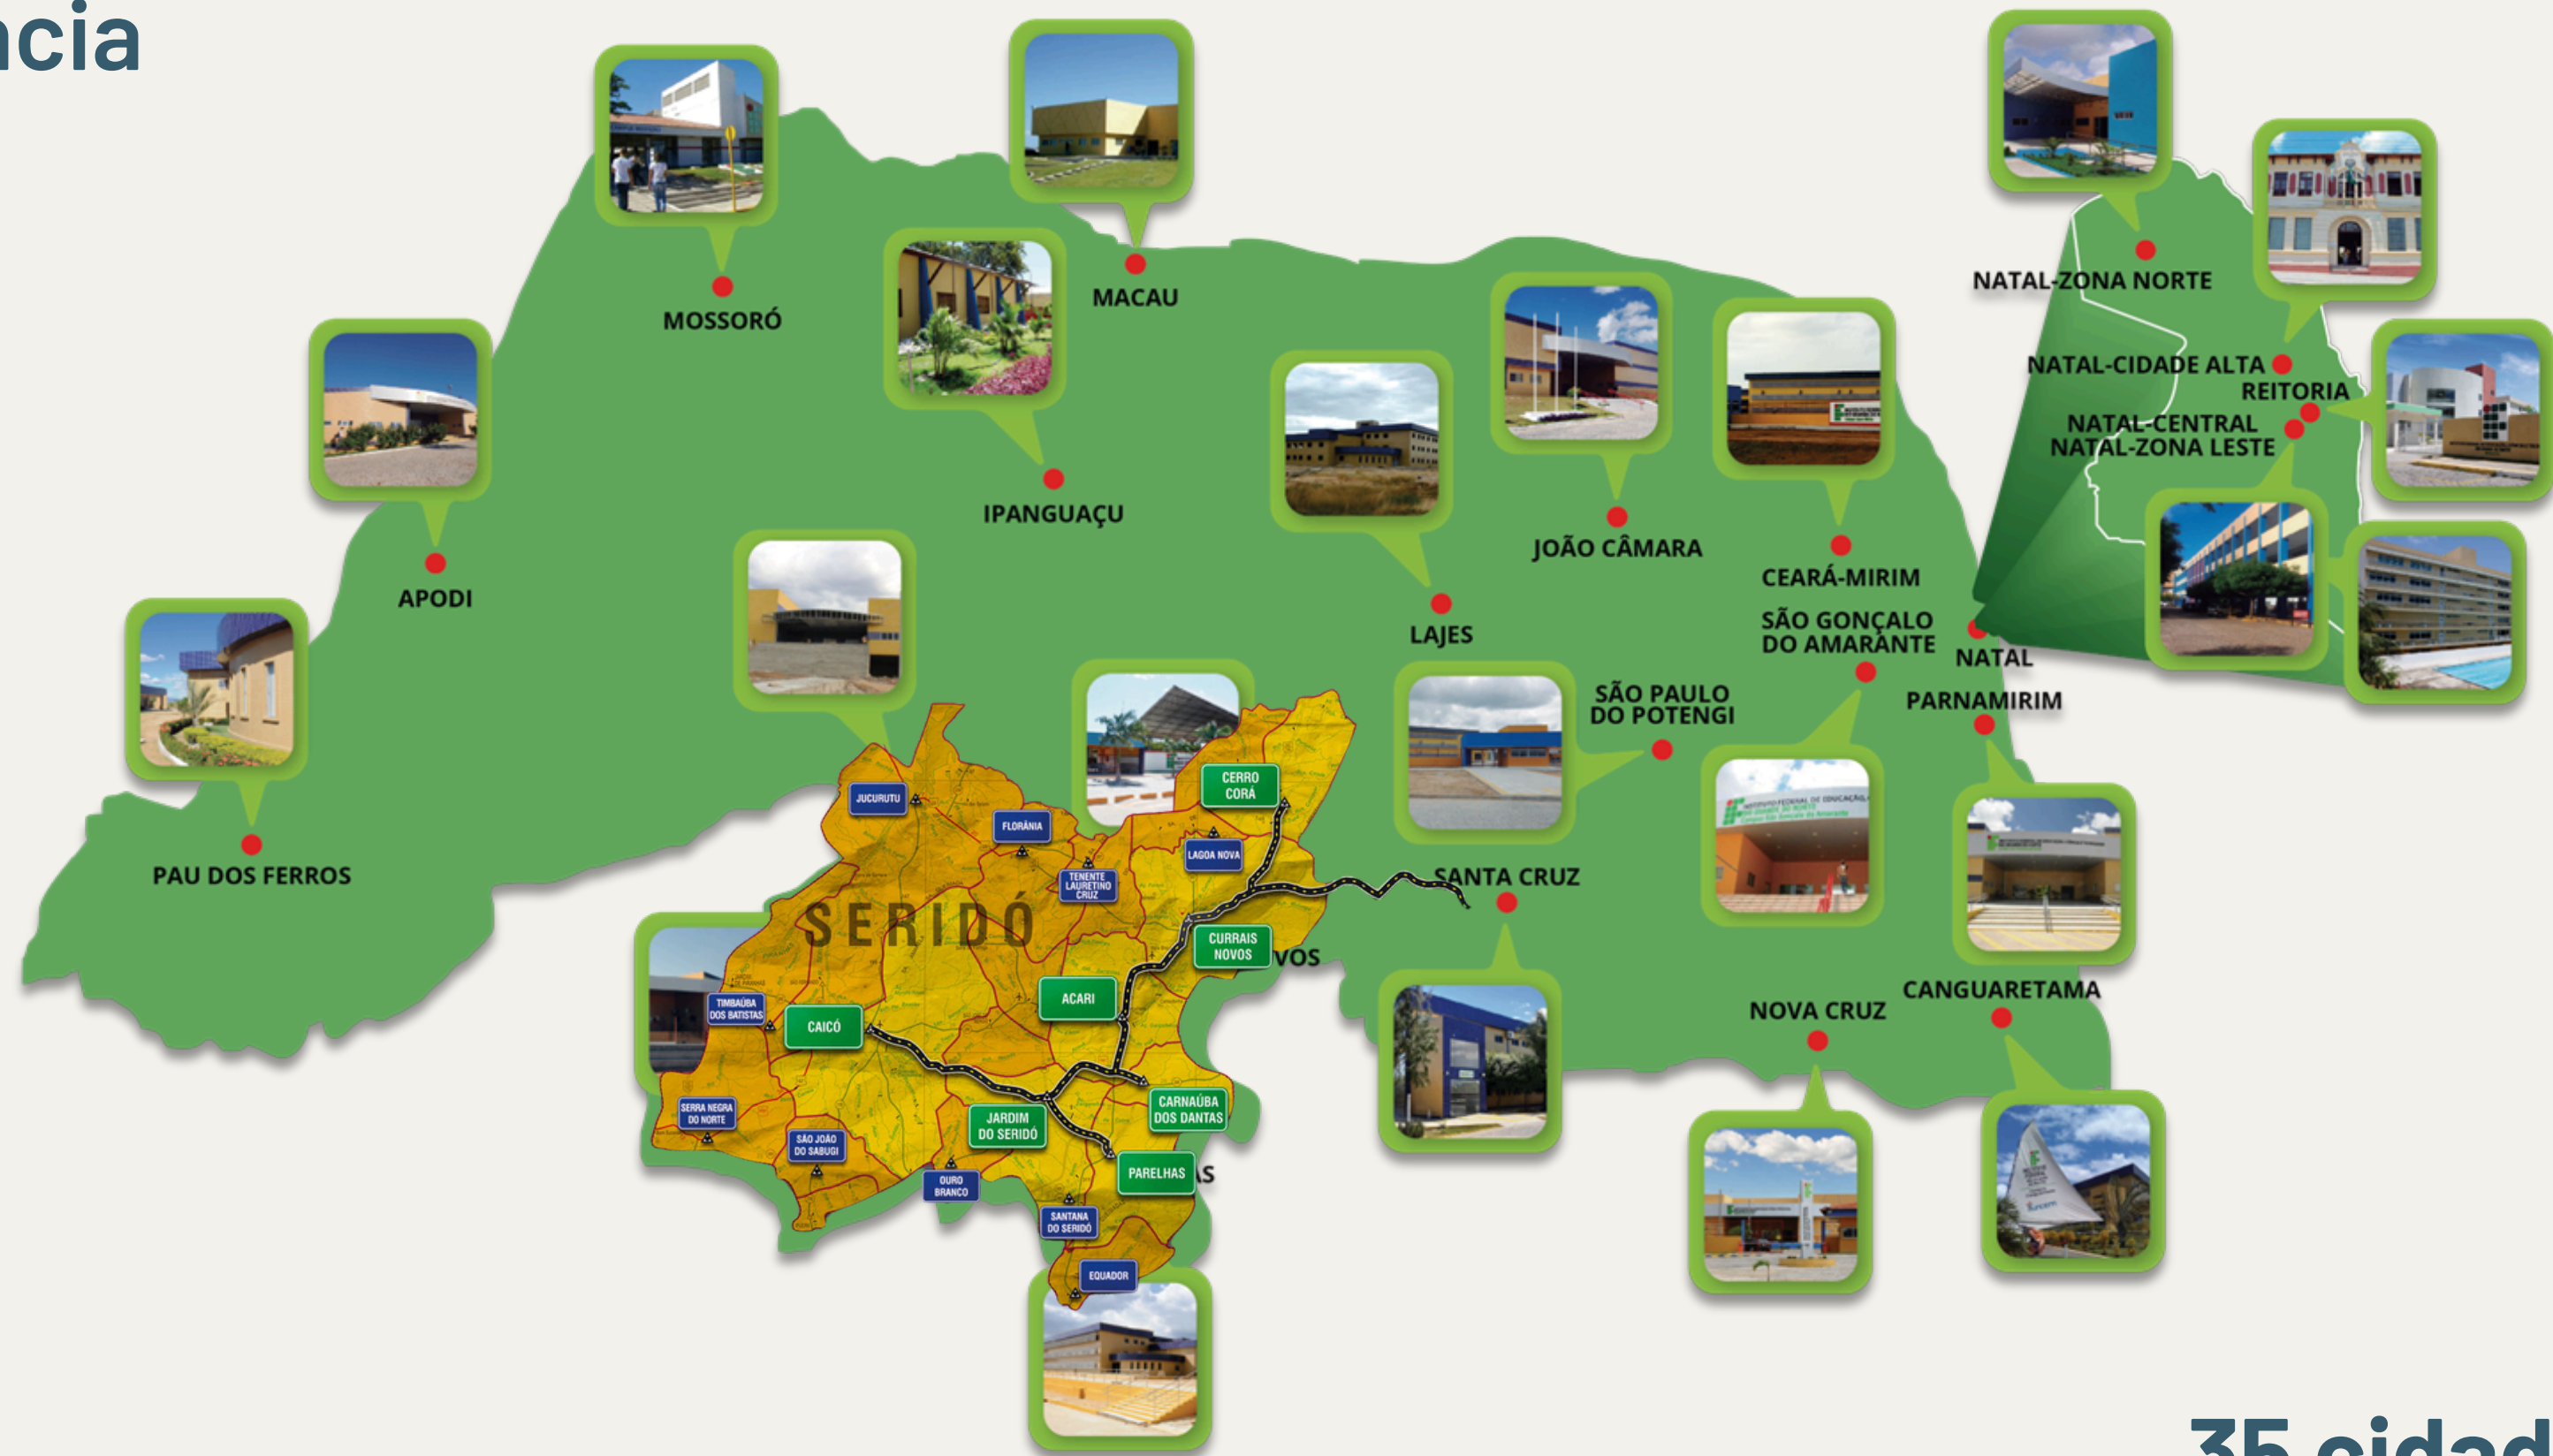 ncia
MOSSORÓ
MACAU
NATAL-ZONA NORTE
NATAL-CIDADE ALTA
REITORIA
NATAL-CENTRAL
NATAL-ZONA LESTE
IPANGUAÇU
JOÃO CÂMARA
APODI
CEARÁ-MIRIM
LAJES
SÃO GONÇALO
DO AMARANTE
NATAL
SÃO PAULO
DO POTENGI
PARNAMIRIM
PAU DOS FERROS
SANTA CRUZ
NOVA CRUZ
CANGUARETAMA
CERRO
CORÁ
JUCURUTU
FLORÂNIA
LAGOA NOVA
TENENTE
LAURETINO
CRUZ
SERIDÓ
CURRAIS
NOVOS
VOS
ACARI
TIMBAÚBA
DOS BATISTAS
CAICÓ
SERRA NEGRA
DO NORTE
SÃO JOÃO
DO SABUGI
JARDIM
DO SERIDÓ
CARNAÚBA
DOS DANTAS
PARELHAS
AS
OURO
BRANCO
SANTANA
DO SERIDÓ
EQUADOR
35 cidad